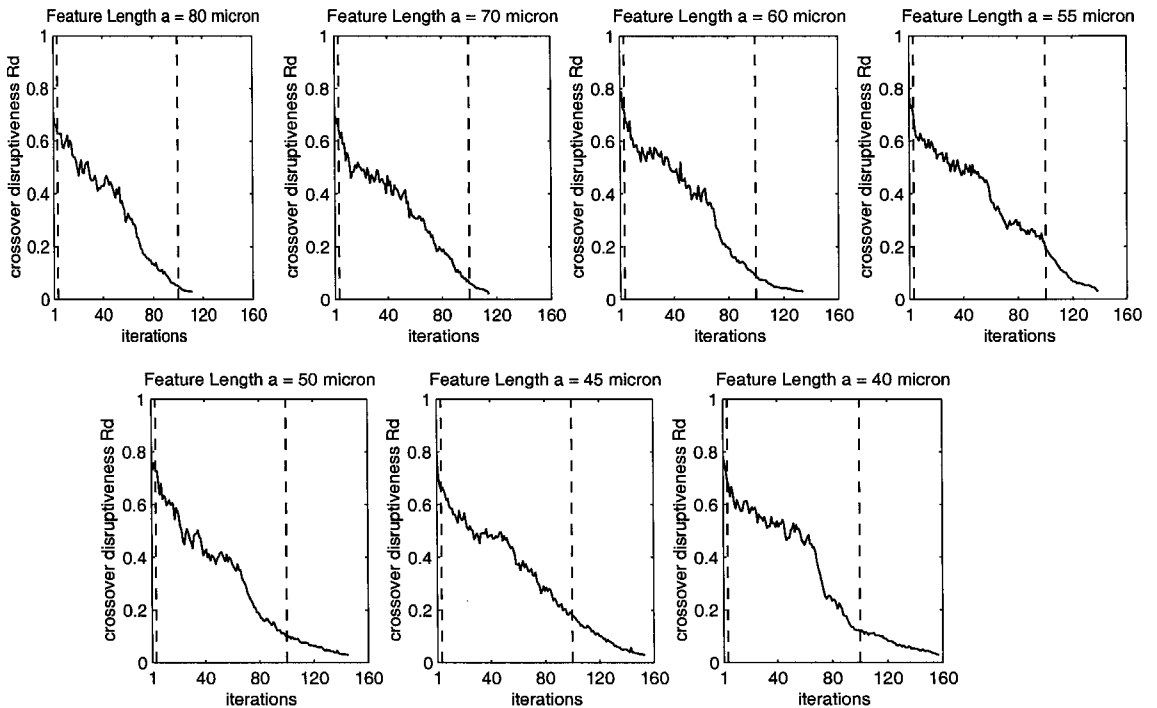 Feature Length a = 80 micron
Feature Length a = 70 micron
Feature Length a = 60 micron
Feature Length a = 55 micron
crossover disruptiveness Rd
1
0.8
0.6
0.4
0.2
0
1 40 80 120 160
iterations
crossover disruptiveness Rd
1
0.8
0.6
0.4
0.2
0
1 40 80 120 160
iterations
crossover disruptiveness Rd
1
0.8
0.6
0.4
0.2
0
1 40 80 120 160
iterations
crossover disruptiveness Rd
1
0.8
0.6
0.4
0.2
0
1 40 80 120 160
iterations
Feature Length a = 50 micron
Feature Length a = 45 micron
Feature Length a = 40 micron
crossover disruptiveness Rd
1
0.8
0.6
0.4
0.2
0
1 40 80 120 160
iterations
crossover disruptiveness Rd
1
0.8
0.6
0.4
0.2
0
1 40 80 120 160
iterations
crossover disruptiveness Rd
1
0.8
0.6
0.4
0.2
0
1 40 80 120 160
iterations